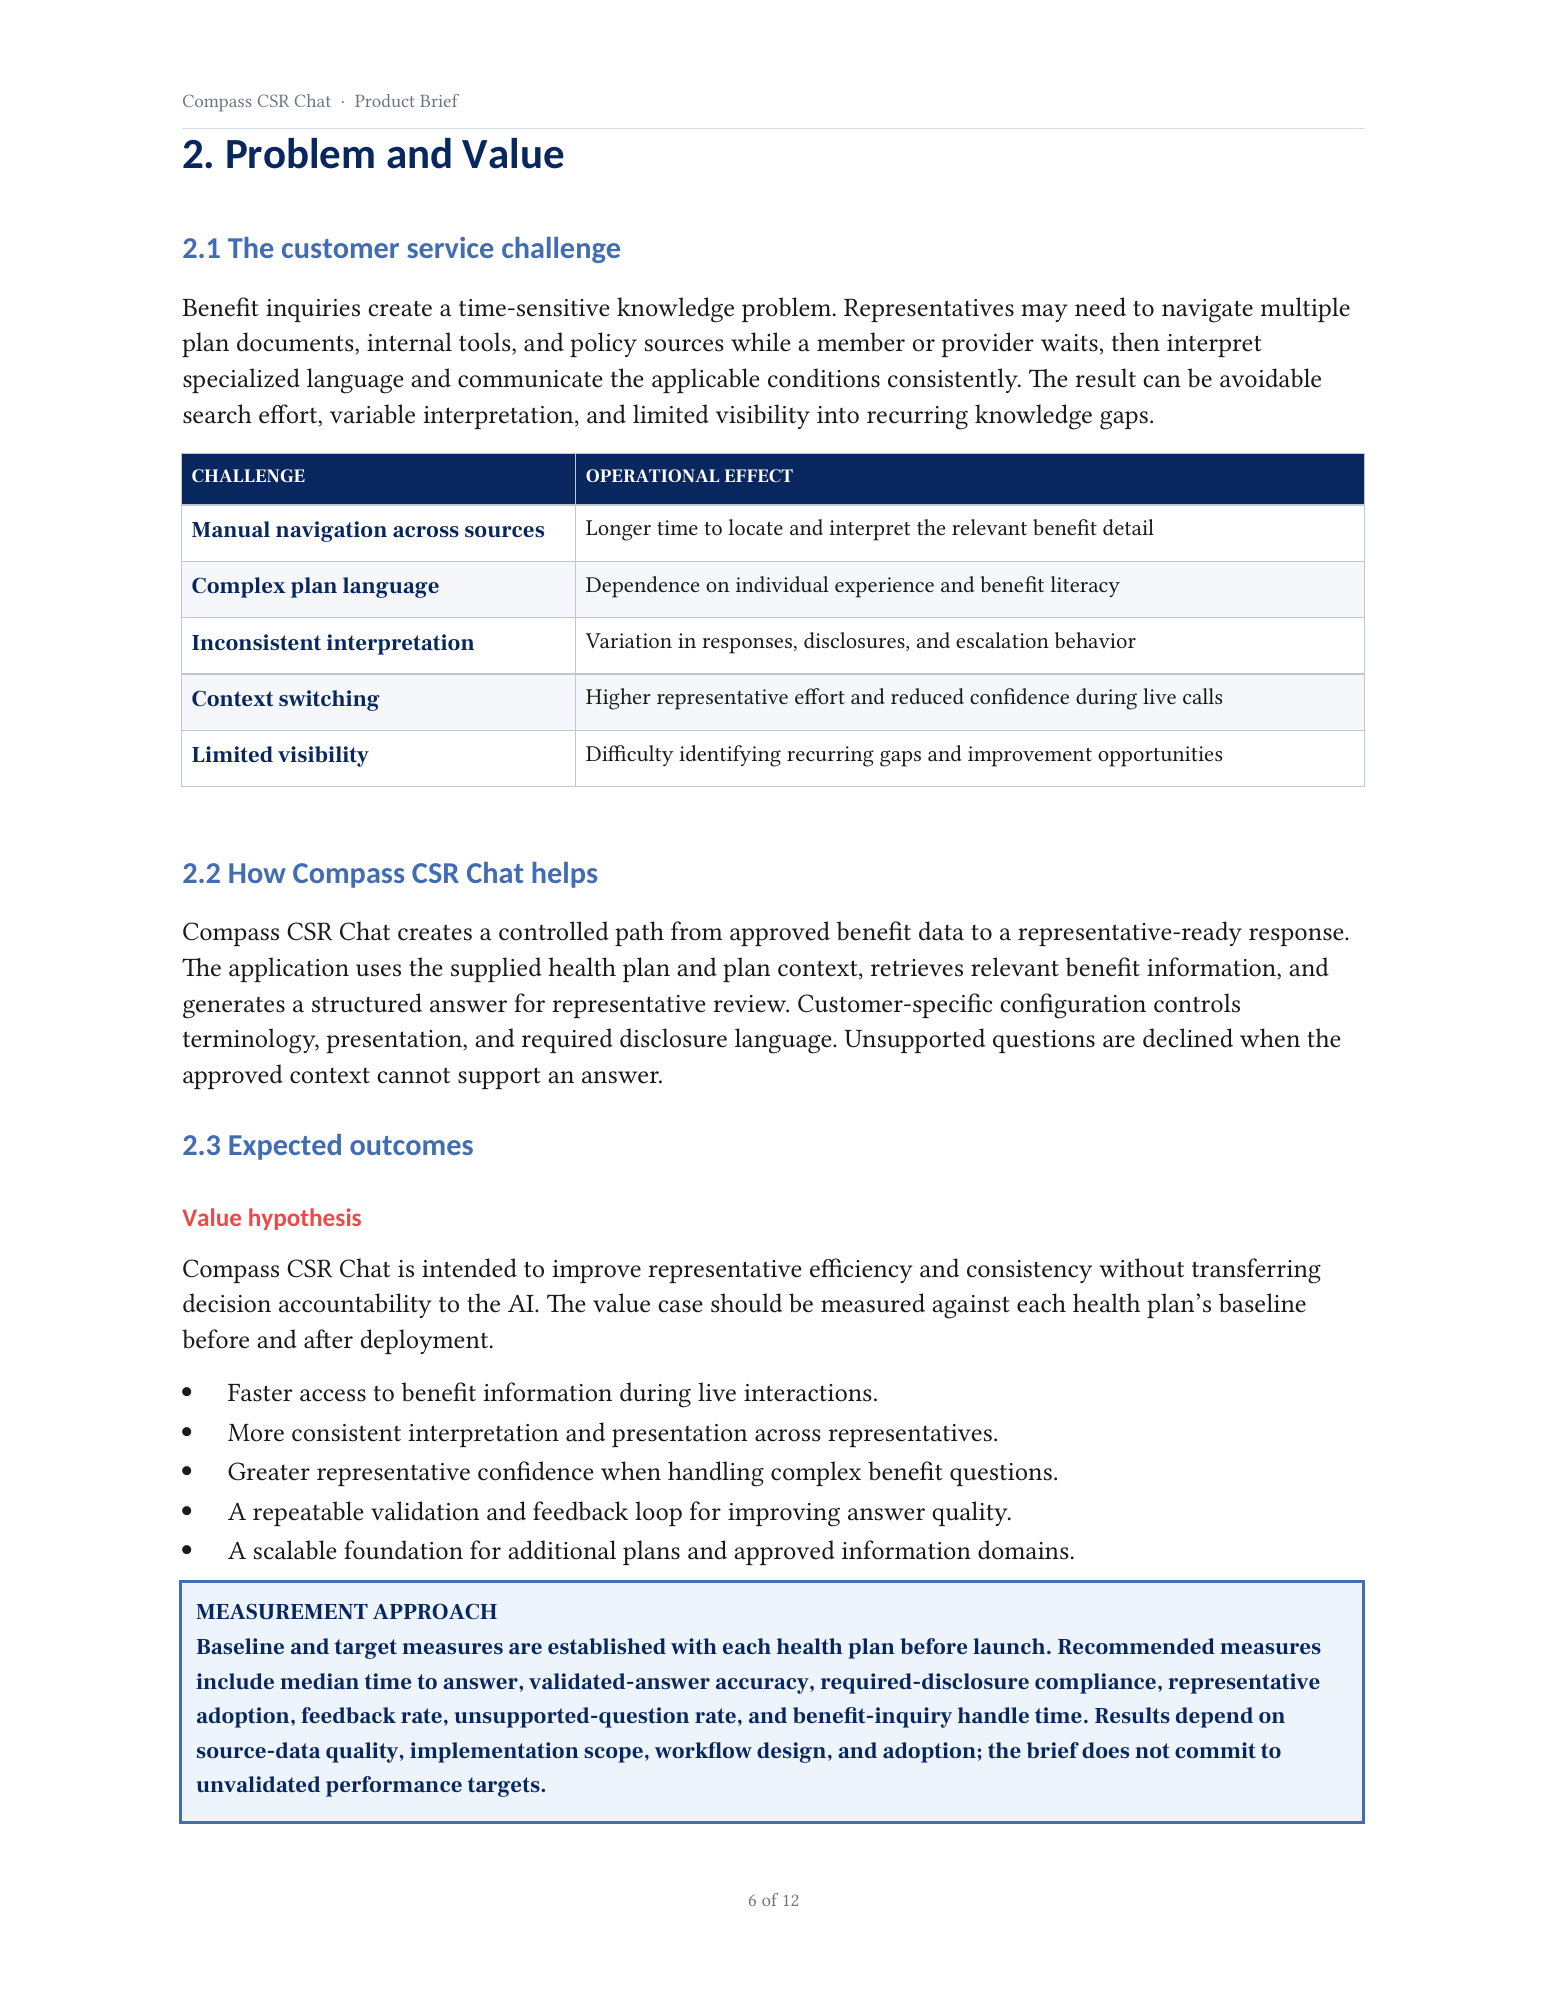 Compass CSR Chat · Product Brief
2. Problem and Value
2.1 The customer service challenge
Benefit inquiries create a time-sensitive knowledge problem. Representatives may need to navigate multiple
plan documents, internal tools, and policy sources while a member or provider waits, then interpret
specialized language and communicate the applicable conditions consistently. The result can be avoidable
search effort, variable interpretation, and limited visibility into recurring knowledge gaps.
CHALLENGE OPERATIONAL EFFECT
Manual navigation across sources Longer time to locate and interpret the relevant benefit detail
Complex plan language Dependence on individual experience and benefit literacy
Inconsistent interpretation Variation in responses, disclosures, and escalation behavior
Context switching Higher representative effort and reduced confidence during live calls
Limited visibility Difficulty identifying recurring gaps and improvement opportunities
2.2 How Compass CSR Chat helps
Compass CSR Chat creates a controlled path from approved benefit data to a representative-ready response.
The application uses the supplied health plan and plan context, retrieves relevant benefit information, and
generates a structured answer for representative review. Customer-specific configuration controls
terminology, presentation, and required disclosure language. Unsupported questions are declined when the
approved context cannot support an answer.
2.3 Expected outcomes
Value hypothesis
Compass CSR Chat is intended to improve representative efficiency and consistency without transferring
decision accountability to the AI. The value case should be measured against each health plan’s baseline
before and after deployment.
• Faster access to benefit information during live interactions.
• More consistent interpretation and presentation across representatives.
• Greater representative confidence when handling complex benefit questions.
• A repeatable validation and feedback loop for improving answer quality.
• A scalable foundation for additional plans and approved information domains.
MEASUREMENT APPROACH
Baseline and target measures are established with each health plan before launch. Recommended measures
include median time to answer, validated-answer accuracy, required-disclosure compliance, representative
adoption, feedback rate, unsupported-question rate, and benefit-inquiry handle time. Results depend on
source-data quality, implementation scope, workflow design, and adoption; the brief does not commit to
unvalidated performance targets.
6 of 12